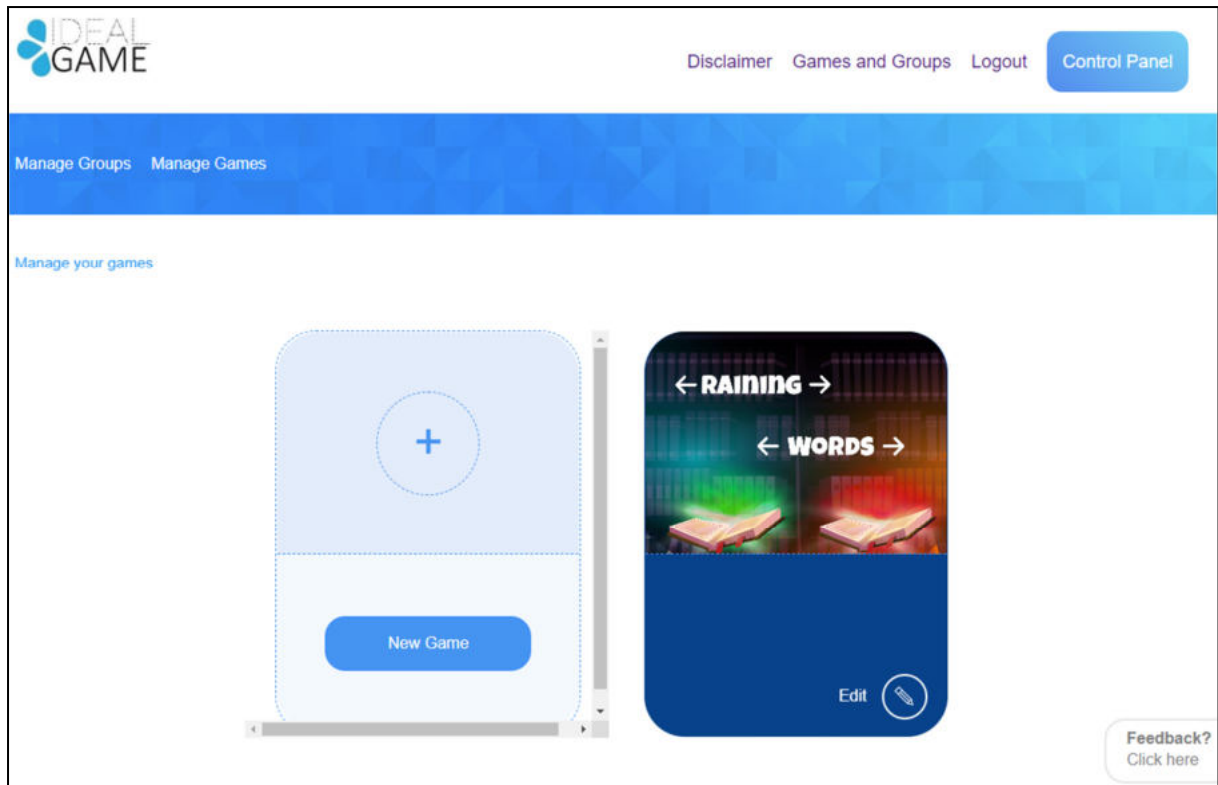 IDEAL
GAME
Disclaimer Games and Groups Logout Control Panel
Manage Groups Manage Games
Manage your games
+
← RAINING →
← WORDS →
New Game
Edit
Feedback?
Click here